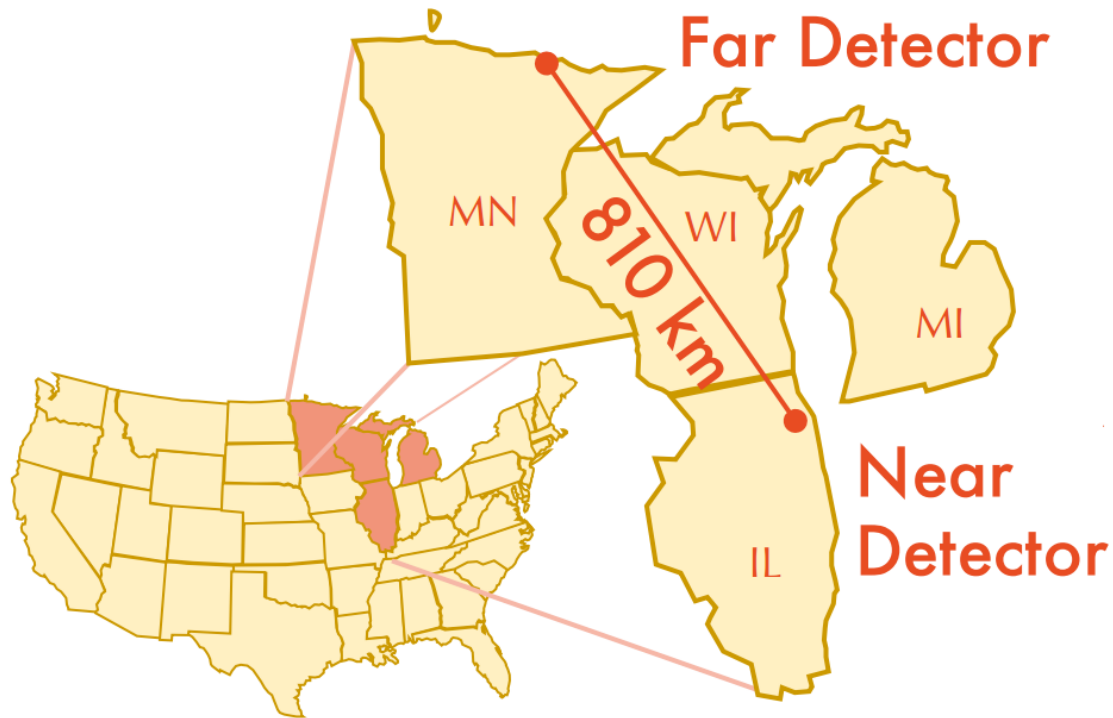 Far Detector
MN
WI
810 km
MI
Near
Detector
IL